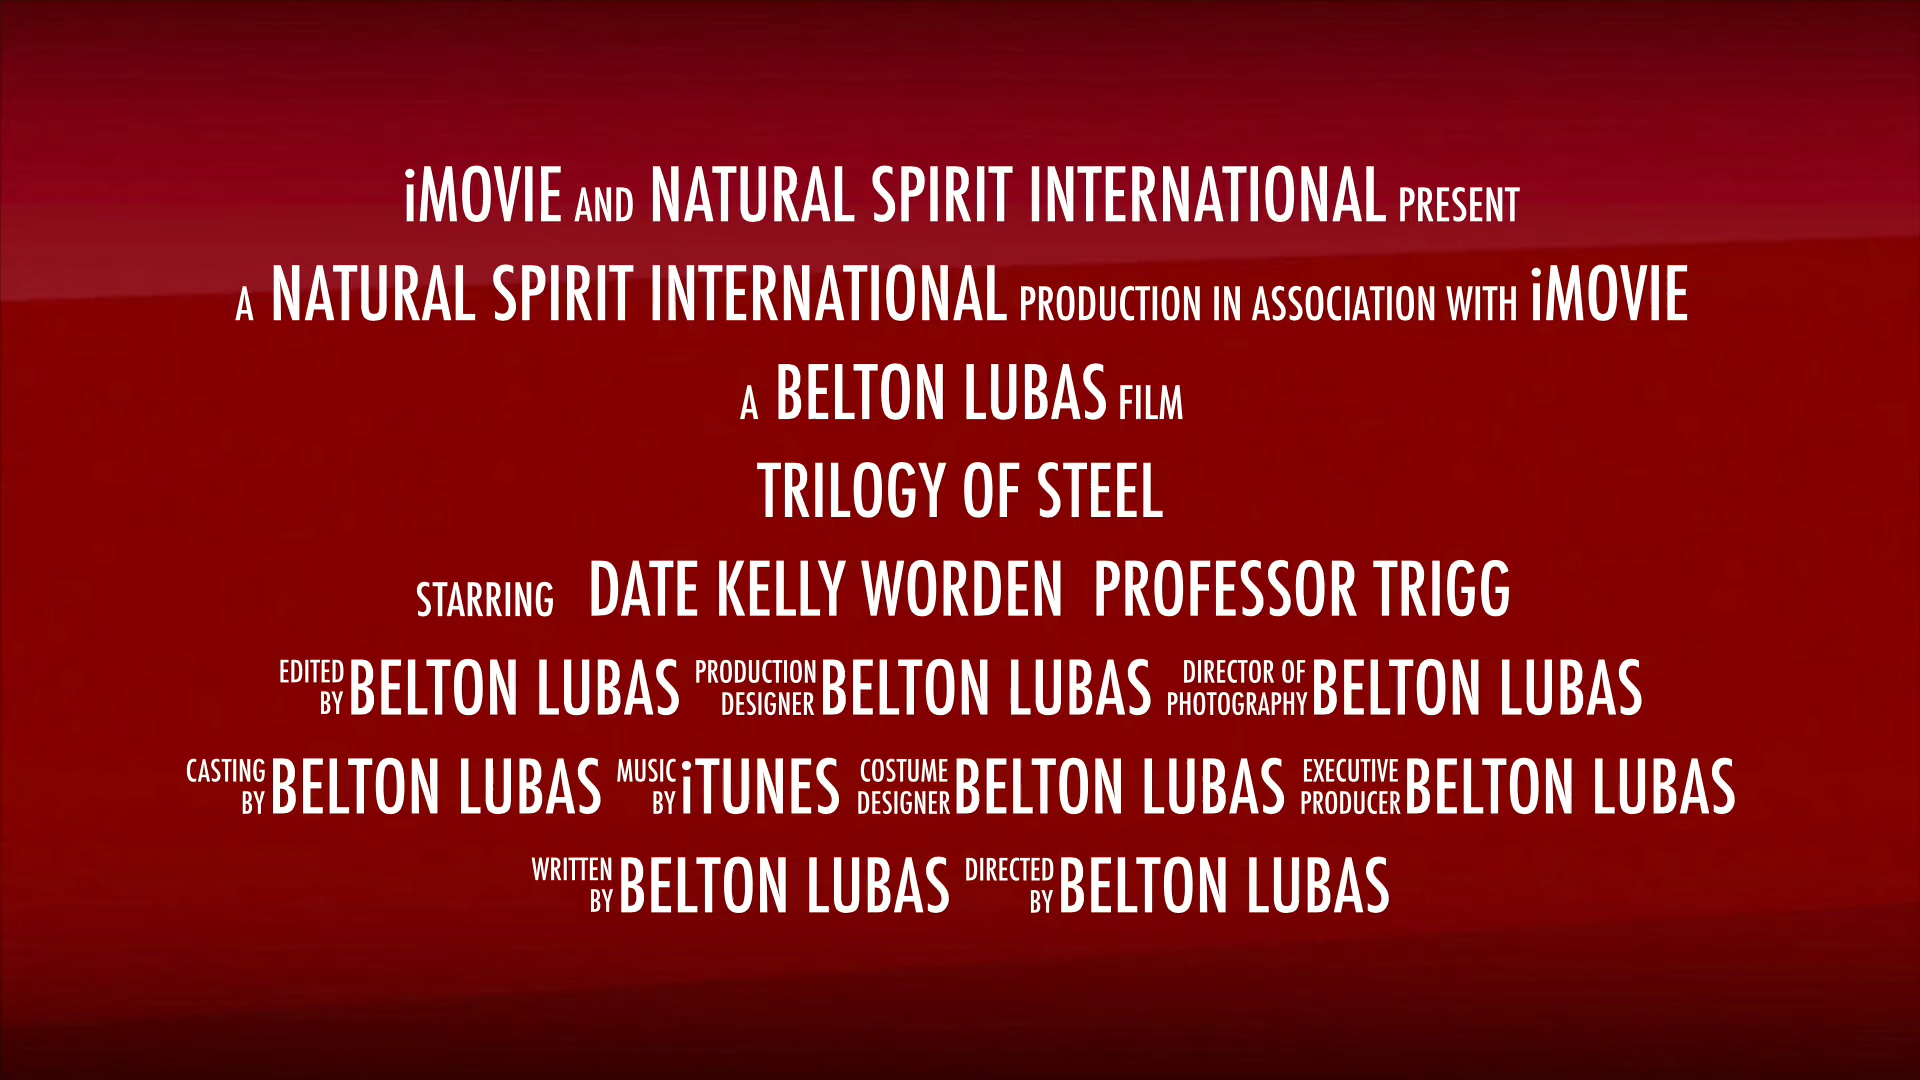 iMOVIE AND NATURAL SPIRIT INTERNATIONAL PRESENT
A NATURAL SPIRIT INTERNATIONAL PRODUCTION IN ASSOCIATION WITH iMOVIE
A BELTON LUBAS FILM
TRILOGY OF STEEL
STARRING DATE KELLY WORDEN PROFESSOR TRIGG
EDITED BY BELTON LUBAS PRODUCTION DESIGNER BELTON LUBAS DIRECTOR OF PHOTOGRAPHY BELTON LUBAS
CASTING BY BELTON LUBAS MUSIC BY iTUNES COSTUME DESIGNER BELTON LUBAS EXECUTIVE PRODUCER BELTON LUBAS
WRITTEN BY BELTON LUBAS DIRECTED BY BELTON LUBAS